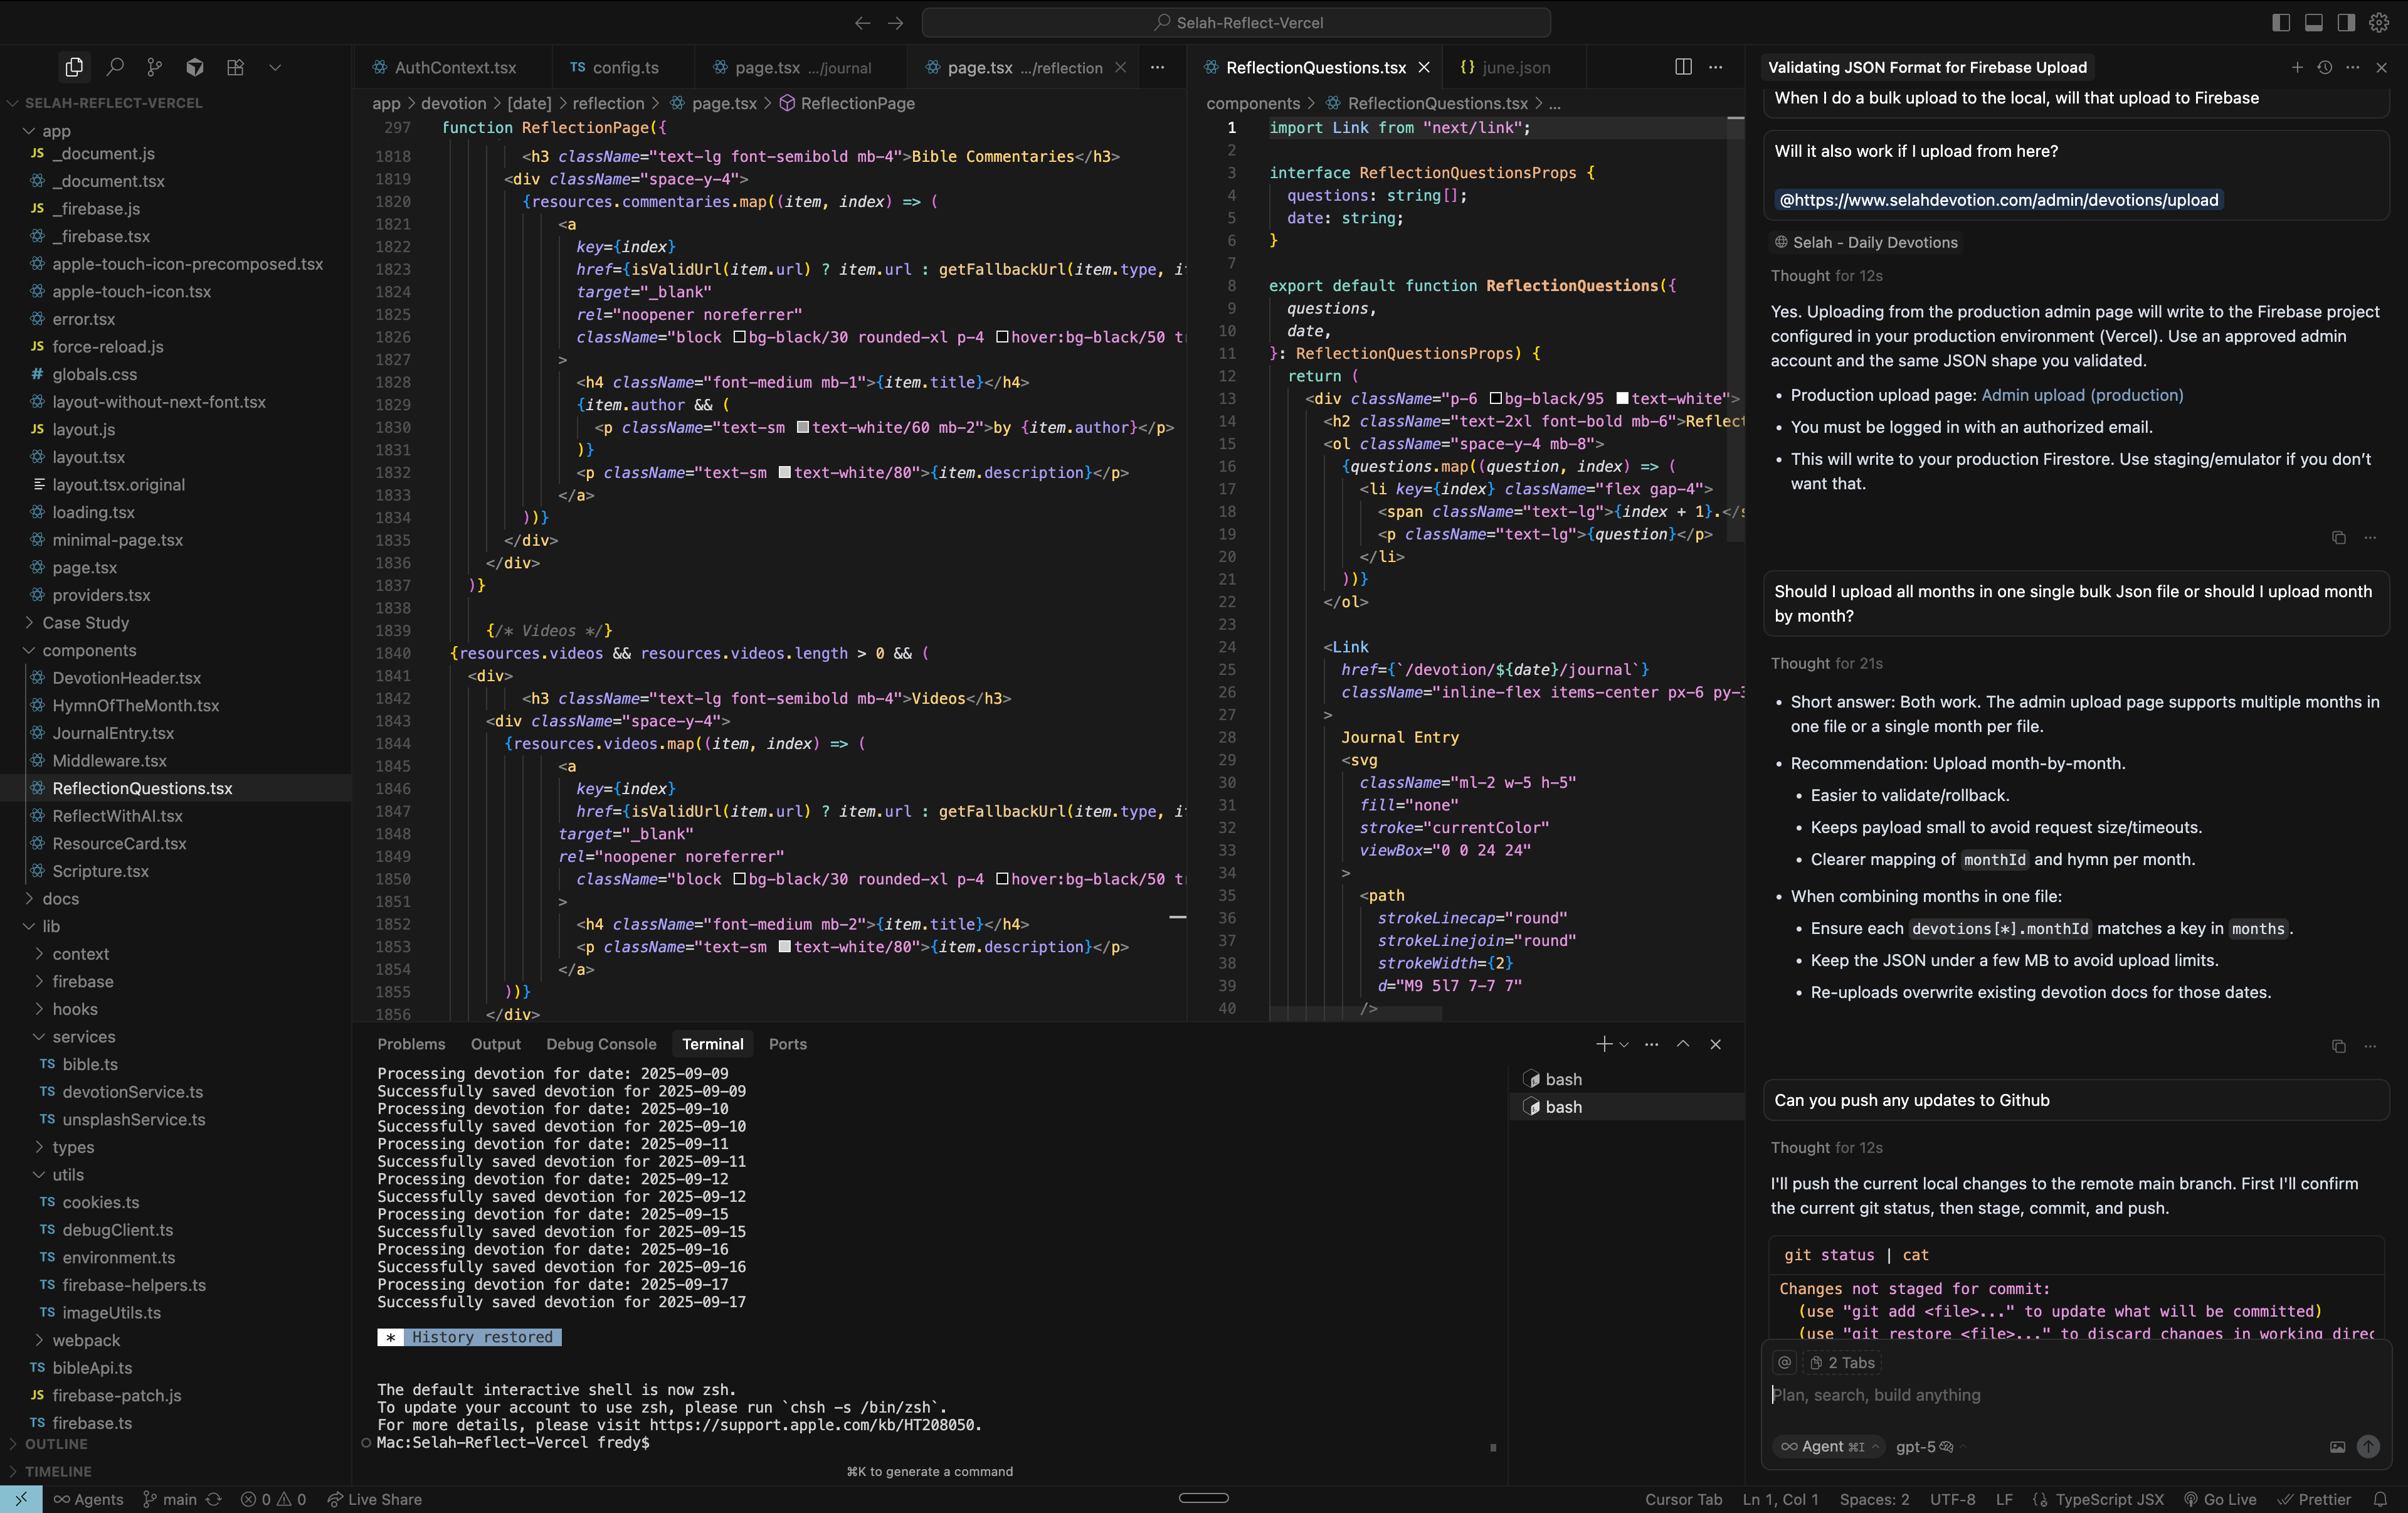 Selah-Reflect-Vercel
SELAH-REFLECT-VERCEL
app
JS _document.js
_document.tsx
JS _firebase.js
_firebase.tsx
apple-touch-icon-precomposed.tsx
apple-touch-icon.tsx
error.tsx
JS force-reload.js
# globals.css
layout-without-next-font.tsx
JS layout.js
layout.tsx
layout.tsx.original
loading.tsx
minimal-page.tsx
page.tsx
providers.tsx
Case Study
components
DevotionHeader.tsx
HymnOfTheMonth.tsx
JournalEntry.tsx
Middleware.tsx
ReflectionQuestions.tsx
ReflectWithAI.tsx
ResourceCard.tsx
Scripture.tsx
docs
lib
context
firebase
hooks
services
TS bible.ts
TS devotionService.ts
TS unsplashService.ts
types
utils
TS cookies.ts
TS debugClient.ts
TS environment.ts
TS firebase-helpers.ts
TS imageUtils.ts
webpack
TS bibleApi.ts
JS firebase-patch.js
TS firebase.ts
OUTLINE
TIMELINE
AuthContext.tsx TS config.ts page.tsx .../journal page.tsx .../reflection ...
app > devotion > [date] > reflection > page.tsx > ReflectionPage
297 function ReflectionPage({
1818 <h3 className="text-lg font-semibold mb-4">Bible Commentaries</h3>
1819 <div className="space-y-4">
1820 {resources.commentaries.map((item, index) => (
1821 <a
1822 key={index}
1823 href={isValidUrl(item.url) ? item.url : getFallbackUrl(item.type, i
1824 target="_blank"
1825 rel="noopener noreferrer"
1826 className="block bg-black/30 rounded-xl p-4 hover:bg-black/50 t
1827 >
1828 <h4 className="font-medium mb-1">{item.title}</h4>
1829 {item.author && (
1830 <p className="text-sm text-white/60 mb-2">by {item.author}</p>
1831 )}
1832 <p className="text-sm text-white/80">{item.description}</p>
1833 </a>
1834 ))}
1835 </div>
1836 </div>
1837 )}
1838
1839 {/* Videos */}
1840 {resources.videos && resources.videos.length > 0 && (
1841 <div>
1842 <h3 className="text-lg font-semibold mb-4">Videos</h3>
1843 <div className="space-y-4">
1844 {resources.videos.map((item, index) => (
1845 <a
1846 key={index}
1847 href={isValidUrl(item.url) ? item.url : getFallbackUrl(item.type, i
1848 target="_blank"
1849 rel="noopener noreferrer"
1850 className="block bg-black/30 rounded-xl p-4 hover:bg-black/50 t
1851 >
1852 <h4 className="font-medium mb-2">{item.title}</h4>
1853 <p className="text-sm text-white/80">{item.description}</p>
1854 </a>
1855 ))}
1856 </div>
ReflectionQuestions.tsx {} june.json ...
components > ReflectionQuestions.tsx > ...
1 import Link from "next/link";
2
3 interface ReflectionQuestionsProps {
4 questions: string[];
5 date: string;
6 }
7
8 export default function ReflectionQuestions({
9 questions,
10 date,
11 }: ReflectionQuestionsProps) {
12 return (
13 <div className="p-6 bg-black/95 text-white">
14 <h2 className="text-2xl font-bold mb-6">Reflect
15 <ol className="space-y-4 mb-8">
16 {questions.map((question, index) => (
17 <li key={index} className="flex gap-4">
18 <span className="text-lg">{index + 1}.</s
19 <p className="text-lg">{question}</p>
20 </li>
21 ))}
22 </ol>
23
24 <Link
25 href={`/devotion/${date}/journal`}
26 className="inline-flex items-center px-6 py-3
27 >
28 Journal Entry
29 <svg
30 className="ml-2 w-5 h-5"
31 fill="none"
32 stroke="currentColor"
33 viewBox="0 0 24 24"
34 >
35 <path
36 strokeLinecap="round"
37 strokeLinejoin="round"
38 strokeWidth={2}
39 d="M9 5l7 7-7 7"
40 />
Problems Output Debug Console Terminal Ports
Processing devotion for date: 2025-09-09
Successfully saved devotion for 2025-09-09
Processing devotion for date: 2025-09-10
Successfully saved devotion for 2025-09-10
Processing devotion for date: 2025-09-11
Successfully saved devotion for 2025-09-11
Processing devotion for date: 2025-09-12
Successfully saved devotion for 2025-09-12
Processing devotion for date: 2025-09-15
Successfully saved devotion for 2025-09-15
Processing devotion for date: 2025-09-16
Successfully saved devotion for 2025-09-16
Processing devotion for date: 2025-09-17
Successfully saved devotion for 2025-09-17
* History restored
The default interactive shell is now zsh.
To update your account to use zsh, please run `chsh -s /bin/zsh`.
For more details, please visit https://support.apple.com/kb/HT208050.
Mac:Selah-Reflect-Vercel fredy$
⌘K to generate a command
bash
bash
Validating JSON Format for Firebase Upload
When I do a bulk upload to the local, will that upload to Firebase
Will it also work if I upload from here?
@https://www.selahdevotion.com/admin/devotions/upload
Selah - Daily Devotions
Thought for 12s
Yes. Uploading from the production admin page will write to the Firebase project
configured in your production environment (Vercel). Use an approved admin
account and the same JSON shape you validated.
• Production upload page: Admin upload (production)
• You must be logged in with an authorized email.
• This will write to your production Firestore. Use staging/emulator if you don’t
want that.
Should I upload all months in one single bulk Json file or should I upload month
by month?
Thought for 21s
• Short answer: Both work. The admin upload page supports multiple months in
one file or a single month per file.
• Recommendation: Upload month-by-month.
• Easier to validate/rollback.
• Keeps payload small to avoid request size/timeouts.
• Clearer mapping of monthId and hymn per month.
• When combining months in one file:
• Ensure each devotions[*].monthId matches a key in months.
• Keep the JSON under a few MB to avoid upload limits.
• Re-uploads overwrite existing devotion docs for those dates.
Can you push any updates to Github
Thought for 12s
I'll push the current local changes to the remote main branch. First I'll confirm
the current git status, then stage, commit, and push.
git status | cat
Changes not staged for commit:
(use "git add <file>..." to update what will be committed)
(use "git restore <file>..." to discard changes in working direc
@ 2 Tabs
Plan, search, build anything
∞ Agent ⌘I gpt-5
Agents main 0 0 Live Share
Cursor Tab Ln 1, Col 1 Spaces: 2 UTF-8 LF TypeScript JSX Go Live Prettier